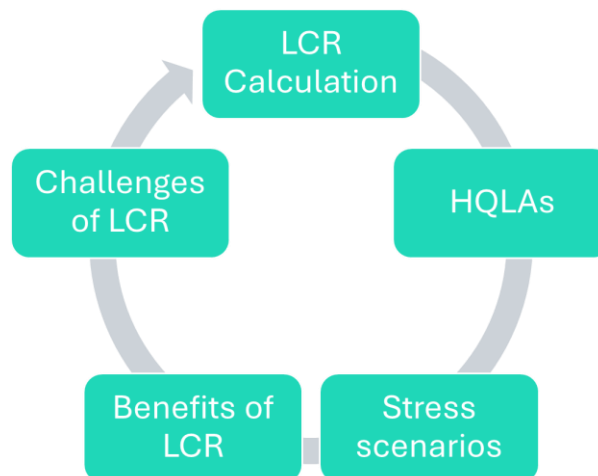 LCR
Calculation
HQLAs
Stress
scenarios
Benefits of
LCR
Challenges
of LCR